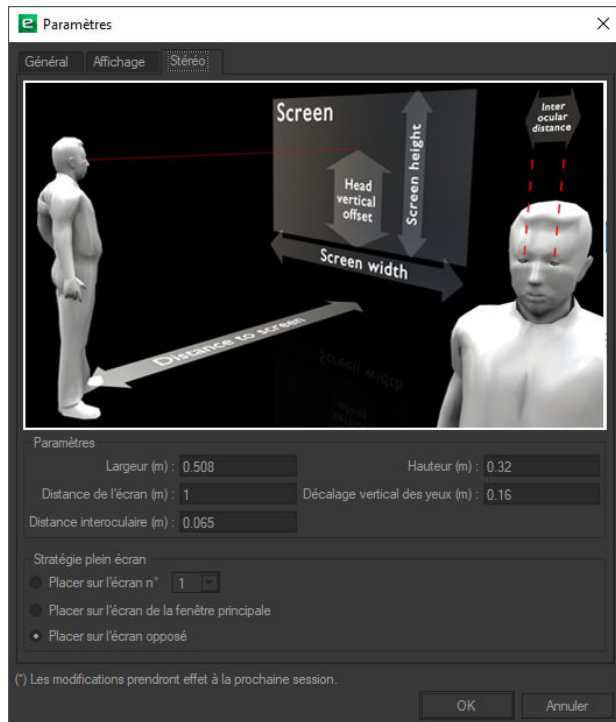 Paramètres
Général Affichage Stéréo
Screen
Inter
ocular
distance
Screen height
Head
vertical
offset
Screen width
Distance to screen
Screen width
Paramètres
Largeur (m) : 0.508 Hauteur (m) : 0.32
Distance de l'écran (m) : 1 Décalage vertical des yeux (m) : 0.16
Distance interoculaire (m) : 0.065
Stratégie plein écran
Placer sur l'écran n° 1
Placer sur l'écran de la fenêtre principale
Placer sur l'écran opposé
(*) Les modifications prendront effet à la prochaine session.
OK Annuler